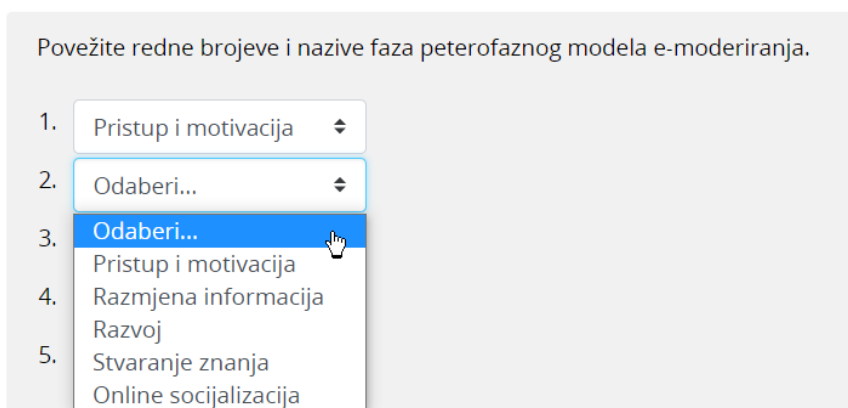 Povežite redne brojeve i nazive faza peterofaznog modela e-moderiranja.
1. Pristup i motivacija
2. Odaberi...
3. Odaberi...
Pristup i motivacija
4. Razmjena informacija
Razvoj
5. Stvaranje znanja
Online socijalizacija